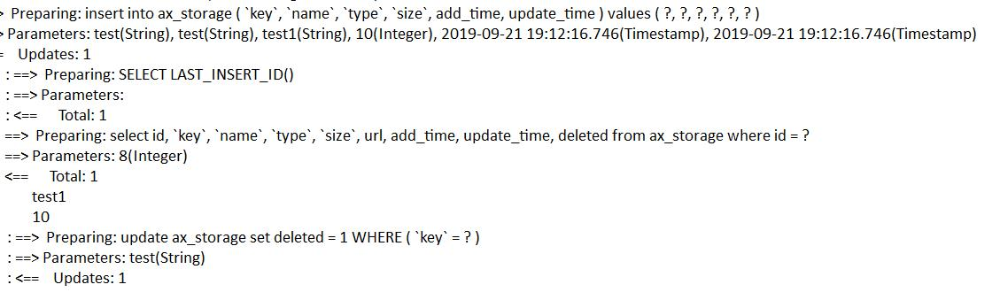 > Preparing: insert into ax_storage ( `key`, `name`, `type`, `size`, add_time, update_time ) values ( ?, ?, ?, ?, ?, ? )
> Parameters: test(String), test(String), test1(String), 10(Integer), 2019-09-21 19:12:16.746(Timestamp), 2019-09-21 19:12:16.746(Timestamp)
= Updates: 1
: ==> Preparing: SELECT LAST_INSERT_ID()
: ==> Parameters:
: <== Total: 1
==> Preparing: select id, `key`, `name`, `type`, `size`, url, add_time, update_time, deleted from ax_storage where id = ?
==> Parameters: 8(Integer)
<== Total: 1
test1
10
: ==> Preparing: update ax_storage set deleted = 1 WHERE ( `key` = ? )
: ==> Parameters: test(String)
: <== Updates: 1